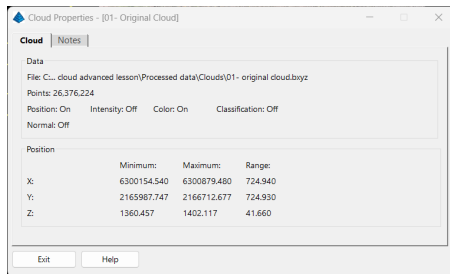 Cloud Properties - [01- Original Cloud]
Cloud Notes
Data
File: C:... cloud advanced lesson\Processed data\Clouds\01- original cloud.bxyz
Points: 26,376,224
Position: On Intensity: Off Color: On Classification: Off
Normal: Off
Position
Minimum: Maximum: Range:
X: 6300154.540 6300879.480 724.940
Y: 2165987.747 2166712.677 724.930
Z: 1360.457 1402.117 41.660
Exit Help